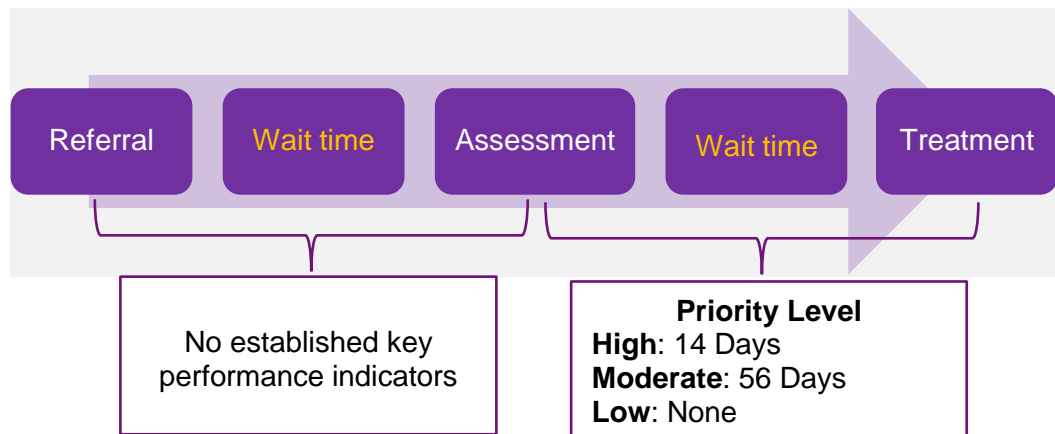 Referral
Wait time
Assessment
Wait time
Treatment
No established key
performance indicators
Priority Level
High: 14 Days
Moderate: 56 Days
Low: None